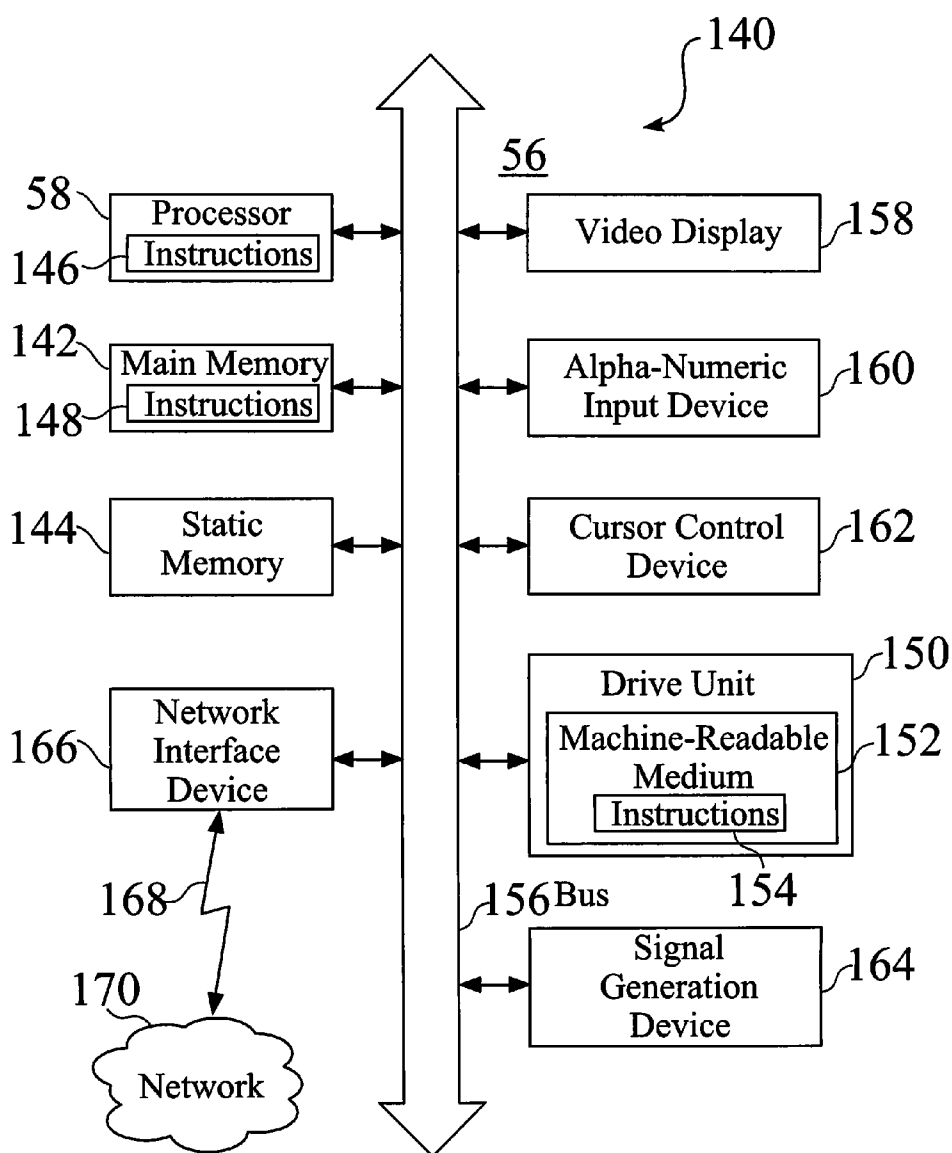 140
56
58
Processor
146
Instructions
Video Display
158
142
Main Memory
148
Instructions
Alpha-Numeric
Input Device
160
144
Static
Memory
Cursor Control
Device
162
150
Drive Unit
166
Network
Interface
Device
Machine-Readable
Medium
152
Instructions
154
168
156 Bus
Signal
Generation
Device
164
170
Network